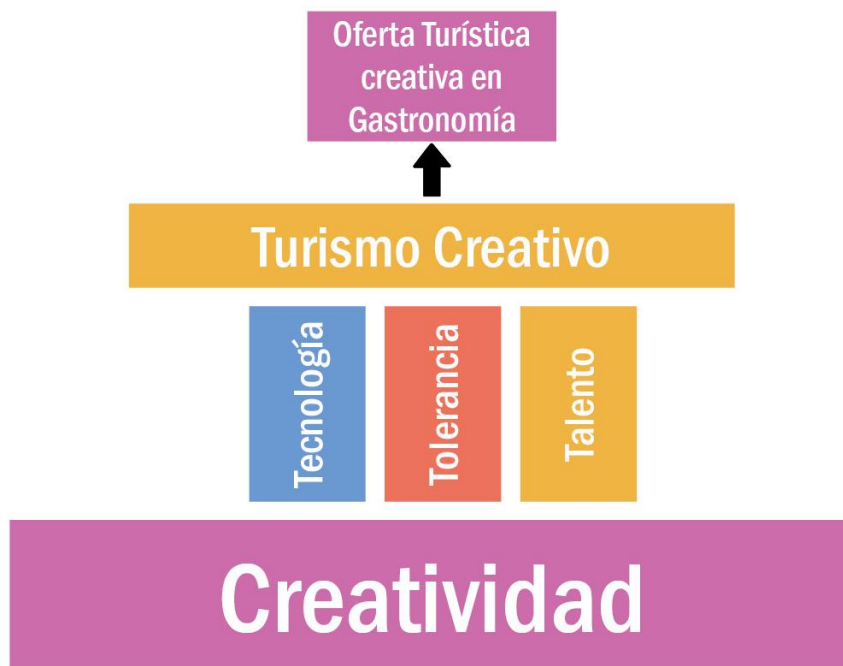 Oferta Turística
creativa en
Gastronomía
Turismo Creativo
Tecnología
Tolerancia
Talento
Creatividad